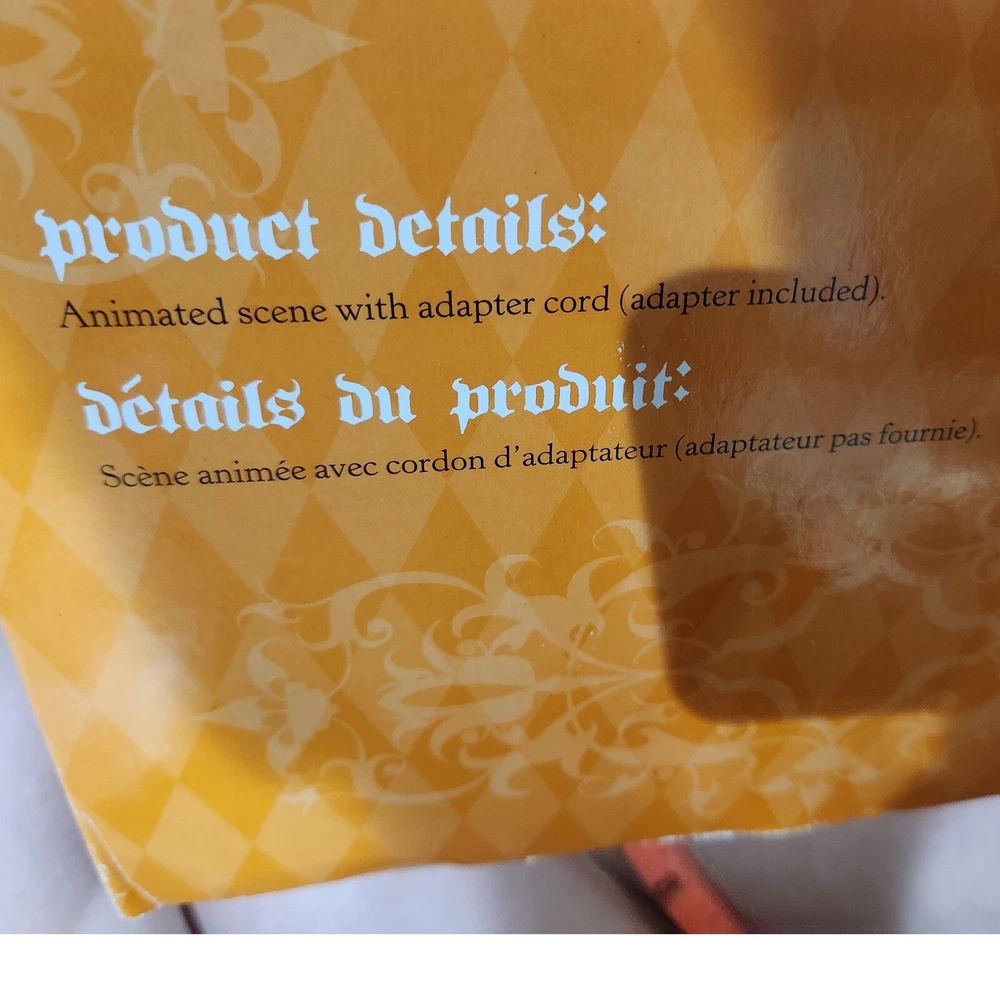 product details:
Animated scene with adapter cord (adapter included).
détails du produit:
Scène animée avec cordon d'adaptateur (adaptateur pas fournie).